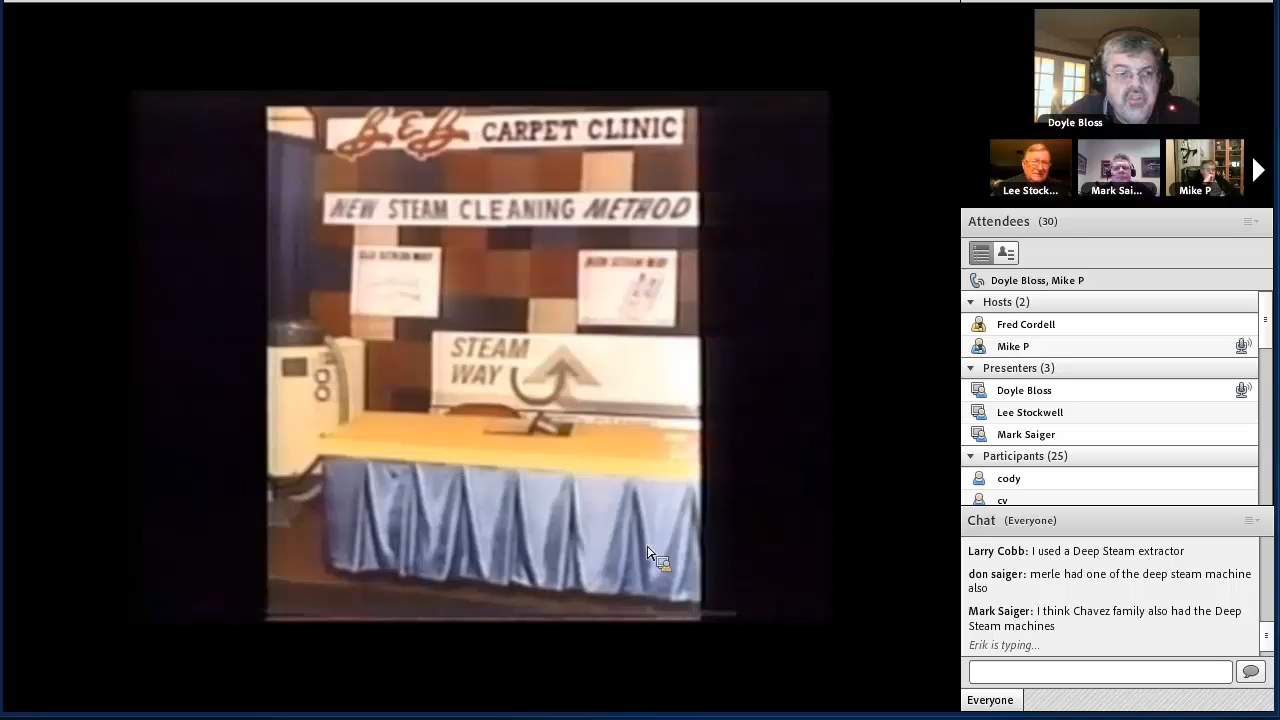 B & B CARPET CLINIC
NEW STEAM CLEANING METHOD
STEAM
WAY
Doyle Bloss
Lee Stock...
Mark Sai...
Mike P
Attendees (30)
Doyle Bloss, Mike P
Hosts (2)
Fred Cordell
Mike P
Presenters (3)
Doyle Bloss
Lee Stockwell
Mark Saiger
Participants (25)
cody
cv
Chat (Everyone)
Larry Cobb: I used a Deep Steam extractor
don saiger: merle had one of the deep steam machine
also
Mark Saiger: I think Chavez family also had the Deep
Steam machines
Erik is typing...
Everyone